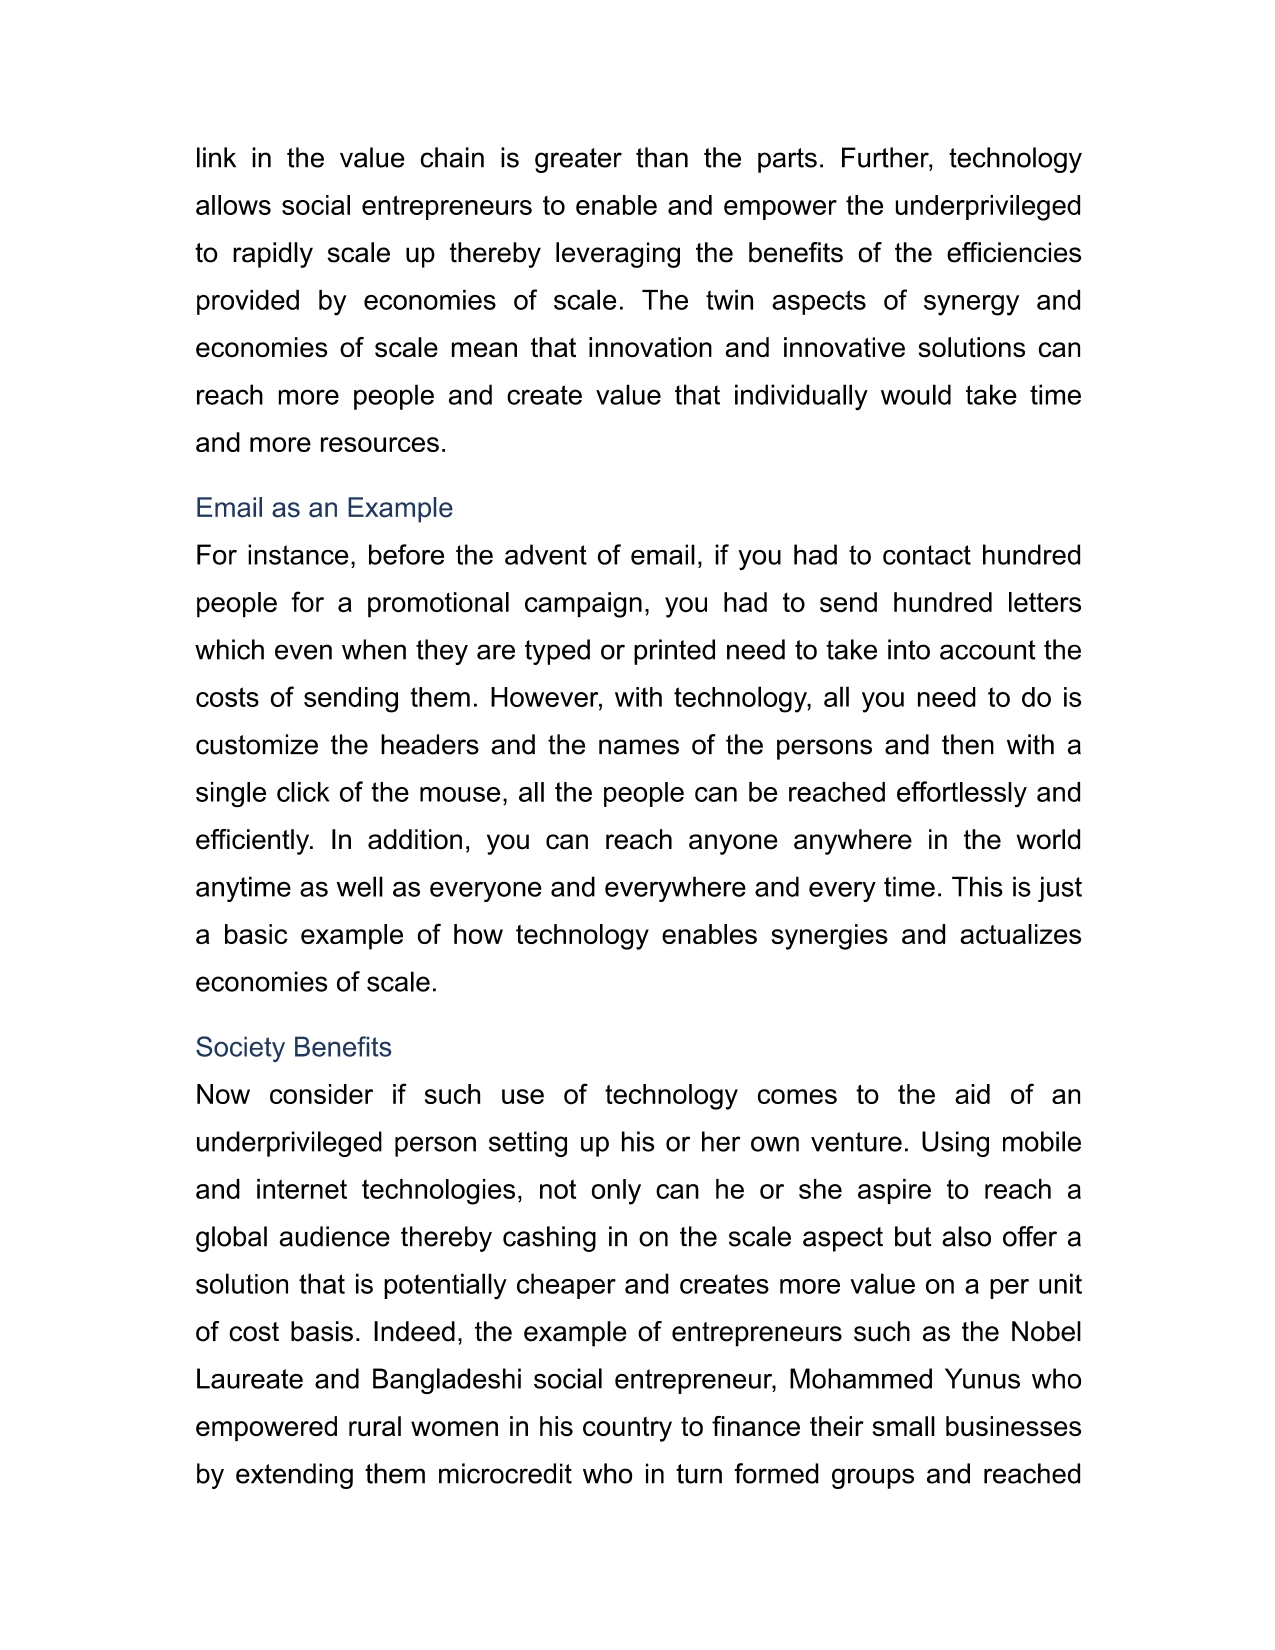 link in the value chain is greater than the parts. Further, technology
allows social entrepreneurs to enable and empower the underprivileged
to rapidly scale up thereby leveraging the benefits of the efficiencies
provided by economies of scale. The twin aspects of synergy and
economies of scale mean that innovation and innovative solutions can
reach more people and create value that individually would take time
and more resources.
Email as an Example
For instance, before the advent of email, if you had to contact hundred
people for a promotional campaign, you had to send hundred letters
which even when they are typed or printed need to take into account the
costs of sending them. However, with technology, all you need to do is
customize the headers and the names of the persons and then with a
single click of the mouse, all the people can be reached effortlessly and
efficiently. In addition, you can reach anyone anywhere in the world
anytime as well as everyone and everywhere and every time. This is just
a basic example of how technology enables synergies and actualizes
economies of scale.
Society Benefits
Now consider if such use of technology comes to the aid of an
underprivileged person setting up his or her own venture. Using mobile
and internet technologies, not only can he or she aspire to reach a
global audience thereby cashing in on the scale aspect but also offer a
solution that is potentially cheaper and creates more value on a per unit
of cost basis. Indeed, the example of entrepreneurs such as the Nobel
Laureate and Bangladeshi social entrepreneur, Mohammed Yunus who
empowered rural women in his country to finance their small businesses
by extending them microcredit who in turn formed groups and reached